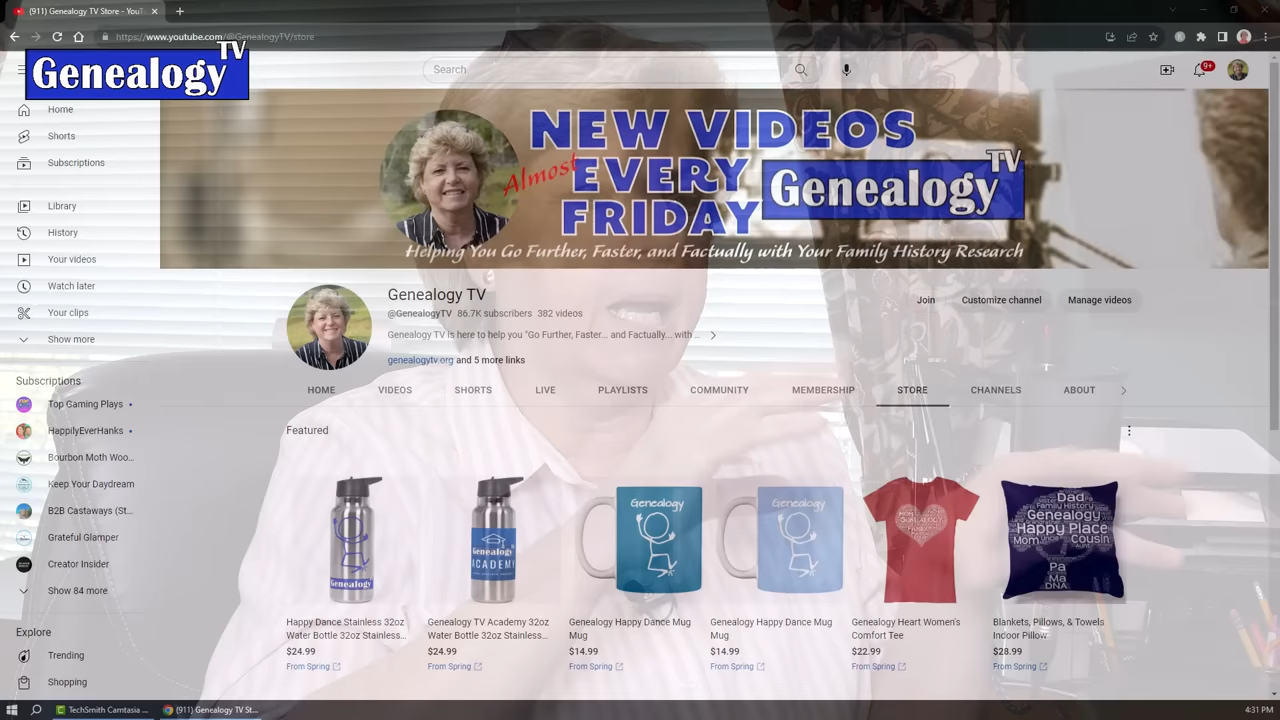 (911) Genealogy TV Store - YouT
https://www.youtube.com/@GenealogyTV/store
Genealogy TV
Search
9+
Home
Shorts
Subscriptions
Library
History
Your videos
Watch later
Your clips
Show more
Subscriptions
Top Gaming Plays
HappilyEverHanks
Bourbon Moth Woo...
Keep Your Daydream
B2B Castaways (St...
Grateful Glamper
Creator Insider
Show 84 more
Explore
Trending
Shopping
NEW VIDEOS
Almost EVERY
FRIDAY
Genealogy TV
Helping You Go Further, Faster, and Factually with Your Family History Research
Genealogy TV
@GenealogyTV 86.7K subscribers 382 videos
Genealogy TV is here to help you "Go Further, Faster... and Factually... with ...
genealogytv.org and 5 more links
Join
Customize channel
Manage videos
HOME VIDEOS SHORTS LIVE PLAYLISTS COMMUNITY MEMBERSHIP STORE CHANNELS ABOUT
Featured
Genealogy
Genealogy
ACADEMY
Genealogy
Genealogy
MOM
Dad
Family History
Genealogy
Happy Place
Mom Uncle Cousin
Pa
Ma
DNA
Happy Dance Stainless 32oz
Water Bottle 32oz Stainless...
$24.99
From Spring
Genealogy TV Academy 32oz
Water Bottle 32oz Stainless...
$24.99
From Spring
Genealogy Happy Dance Mug
Mug
$14.99
From Spring
Genealogy Happy Dance Mug
Mug
$14.99
From Spring
Genealogy Heart Women's
Comfort Tee
$22.99
From Spring
Blankets, Pillows, & Towels
Indoor Pillow
$28.99
From Spring
TechSmith Camtasia ...
(911) Genealogy TV St...
4:31 PM